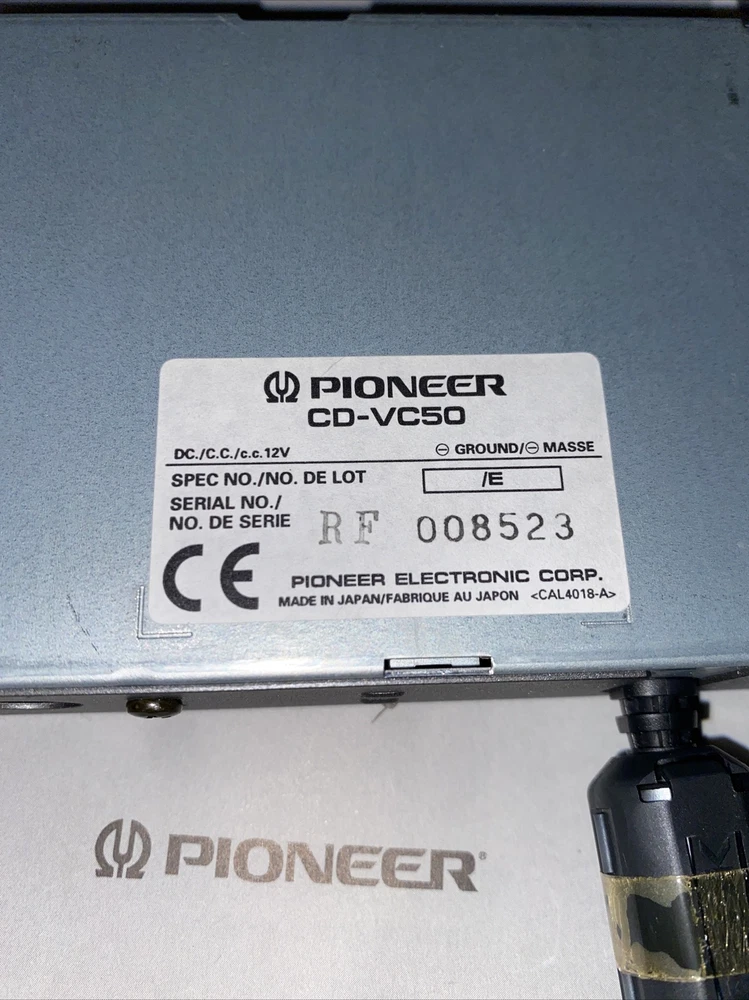 PIONEER
CD-VC50
DC./C.C./c.c.12V ⊖ GROUND/⊖ MASSE
SPEC NO./NO. DE LOT /E
SERIAL NO./
NO. DE SERIE RF 008523
CE PIONEER ELECTRONIC CORP.
MADE IN JAPAN/FABRIQUE AU JAPON <CAL4018-A>
PIONEER®